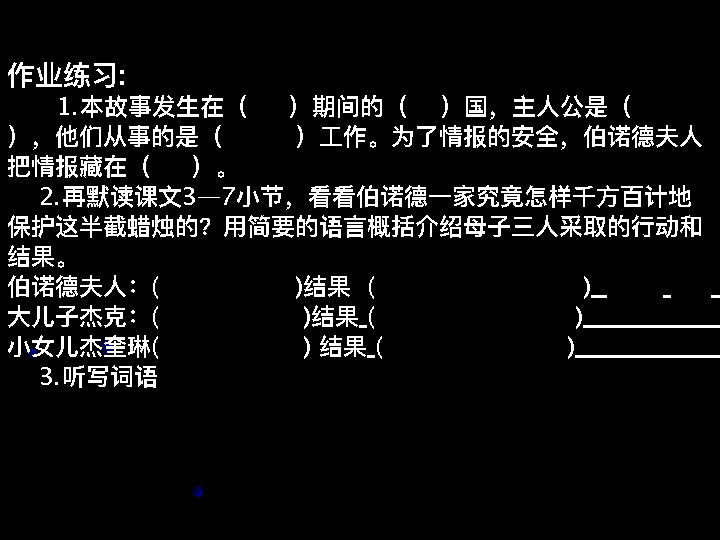 作业练习:
1.本故事发生在（ ）期间的（ ）国，主人公是（
），他们从事的是（ ）工作。为了情报的安全，伯诺德夫人
把情报藏在（ ）。
2.再默读课文3—7小节，看看伯诺德一家究竟怎样千方百计地
保护这半截蜡烛的？用简要的语言概括介绍母子三人采取的行动和
结果。
伯诺德夫人：( )结果（ )_ _ _
大儿子杰克：( )结果_( )__________
小女儿杰奎琳( ) 结果_( )__________
3.听写词语